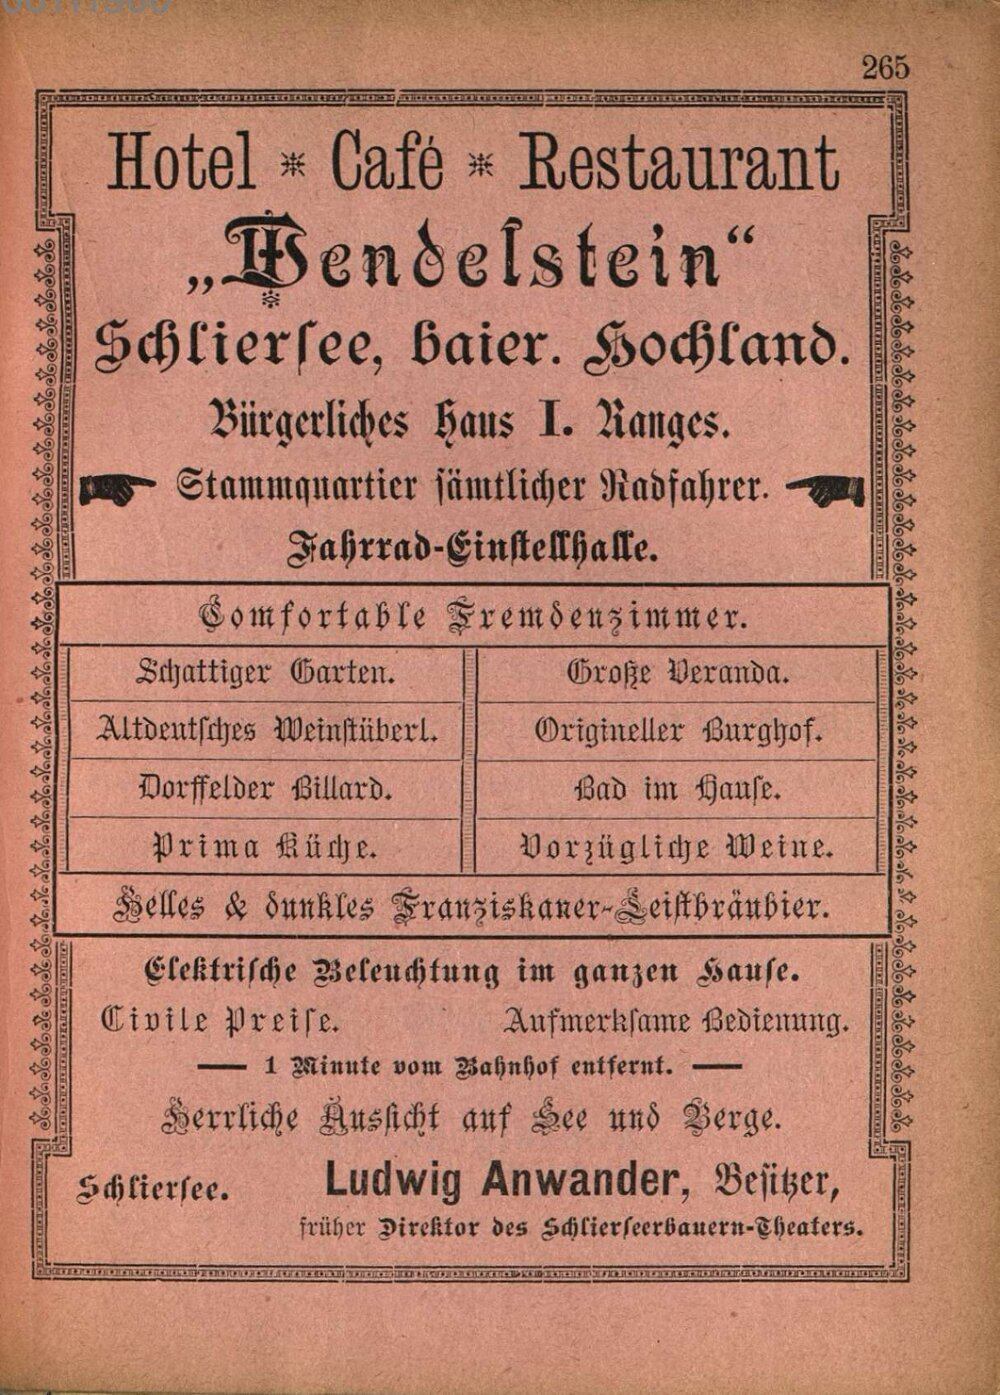 265
Hotel * Café * Restaurant
„Wendelstein“
Schliersee, baier. Hochland.
Bürgerliches Haus I. Ranges.
Stammquartier sämtlicher Radfahrer.
Fahrrad-Einstellhalle.
Comfortable Fremdenzimmer.
Schattiger Garten.
Große Veranda.
Altdeutsches Weinstüberl.
Origineller Burghof.
Dorffelder Billard.
Bad im Hause.
Prima Küche.
Vorzügliche Weine.
Helles & dunkles Franziskaner-Leistbräubier.
Elektrische Beleuchtung im ganzen Hause.
Civile Preise.
Aufmerksame Bedienung.
— 1 Minute vom Bahnhof entfernt. —
Herrliche Aussicht auf See und Berge.
Schliersee.
Ludwig Anwander, Besitzer,
früher Direktor des Schlierseerbauern-Theaters.